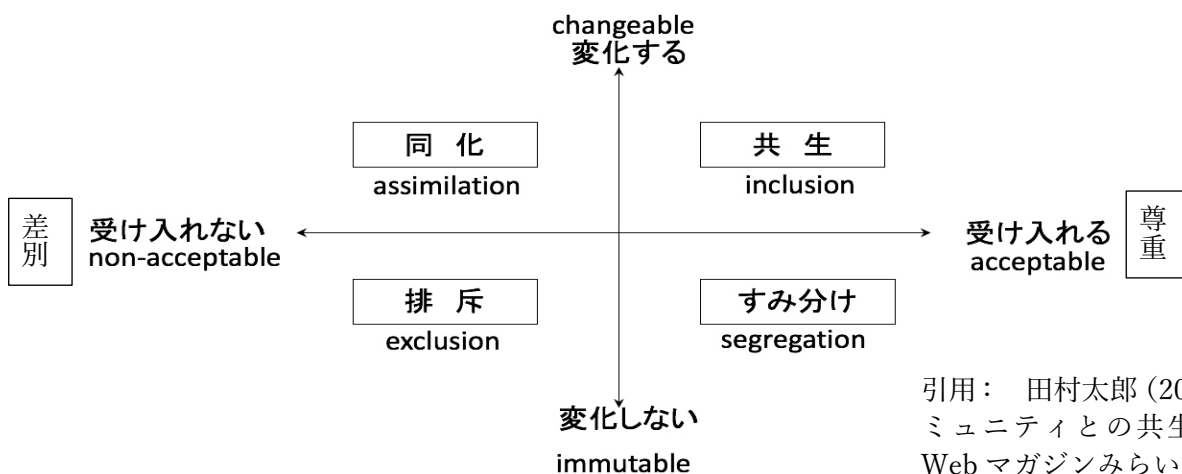 changeable
変化する
同 化
assimilation
共 生
inclusion
差別
受け入れない
non-acceptable
受け入れる
acceptable
尊重
排 斥
exclusion
すみ分け
segregation
変化しない
immutable
引用： 田村太郎 (20
ミュニティとの共生
Web マガジンみらい